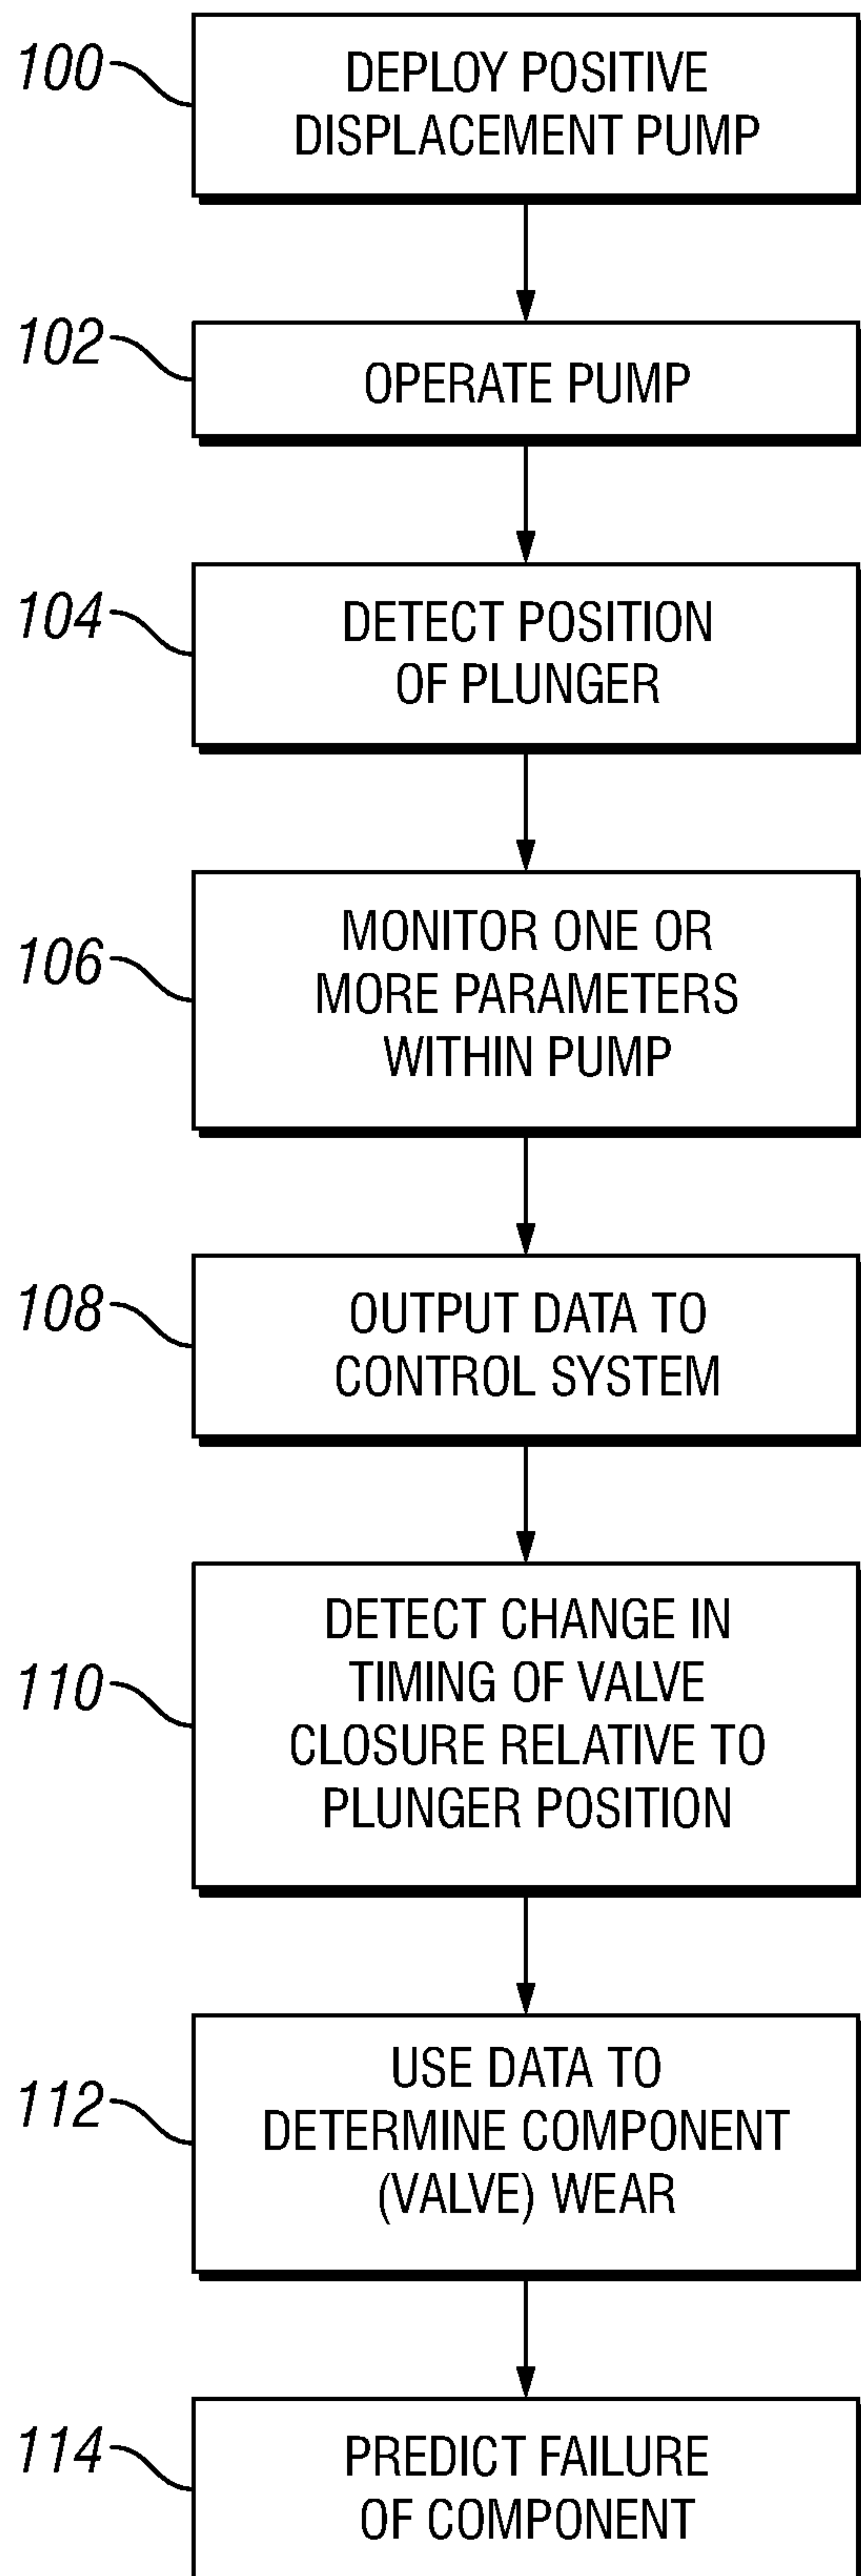 100
DEPLOY POSITIVE
DISPLACEMENT PUMP
102
OPERATE PUMP
104
DETECT POSITION
OF PLUNGER
106
MONITOR ONE OR
MORE PARAMETERS
WITHIN PUMP
108
OUTPUT DATA TO
CONTROL SYSTEM
110
DETECT CHANGE IN
TIMING OF VALVE
CLOSURE RELATIVE TO
PLUNGER POSITION
112
USE DATA TO
DETERMINE COMPONENT
(VALVE) WEAR
114
PREDICT FAILURE
OF COMPONENT